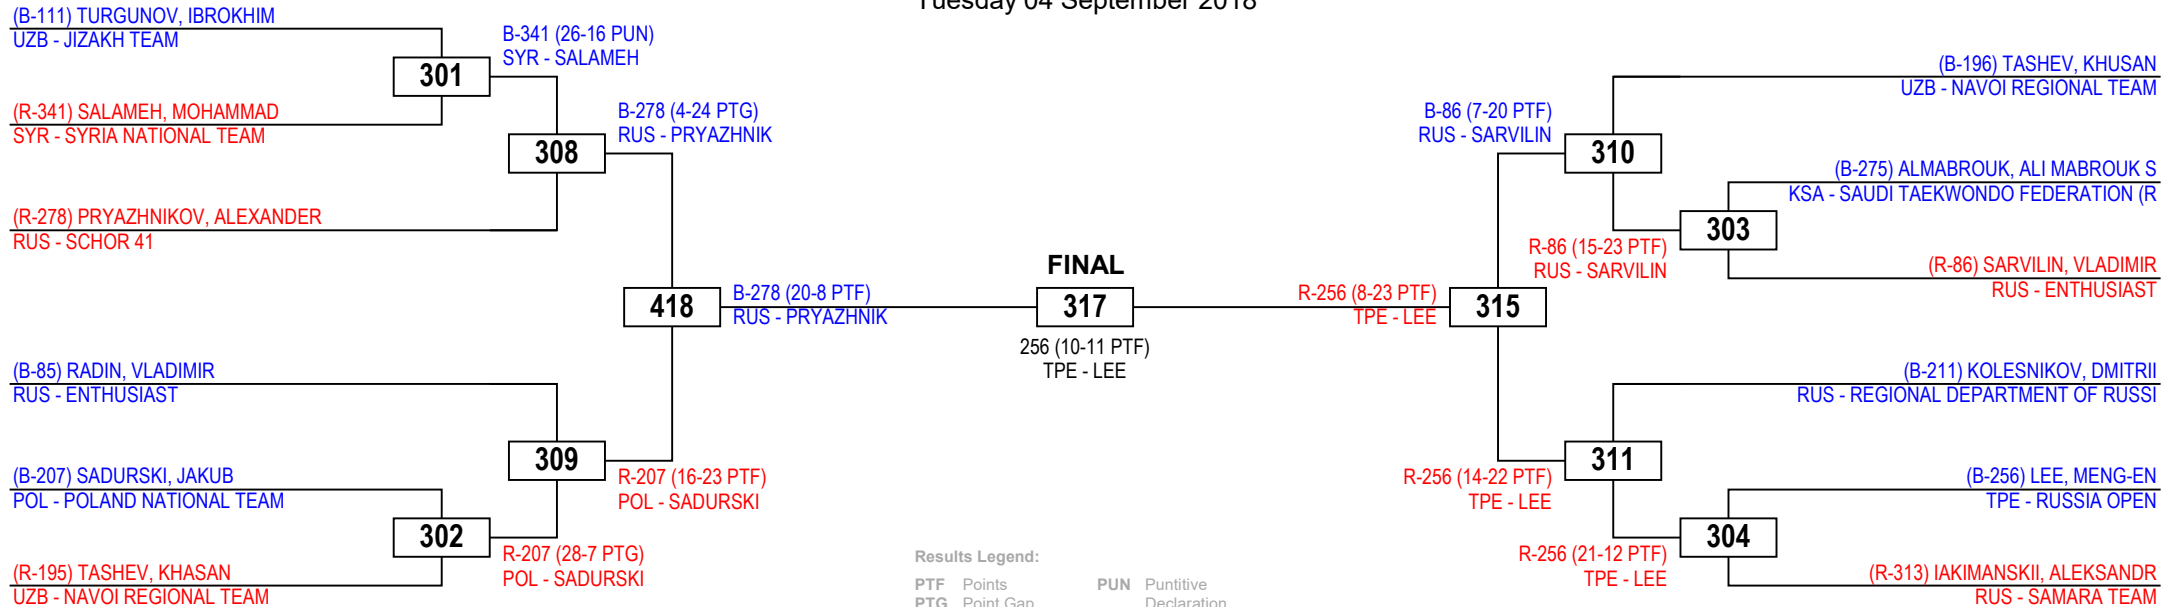 Tuesday 04 September 2018
(B-111) TURGUNOV, IBROKHIM
UZB - JIZAKH TEAM
301
(R-341) SALAMEH, MOHAMMAD
SYR - SYRIA NATIONAL TEAM
B-341 (26-16 PUN)
SYR - SALAMEH
308
(R-278) PRYAZHNIKOV, ALEXANDER
RUS - SCHOR 41
B-278 (4-24 PTG)
RUS - PRYAZHNIK
418
B-278 (20-8 PTF)
RUS - PRYAZHNIK
(B-85) RADIN, VLADIMIR
RUS - ENTHUSIAST
309
R-207 (16-23 PTF)
POL - SADURSKI
(B-207) SADURSKI, JAKUB
POL - POLAND NATIONAL TEAM
302
R-207 (28-7 PTG)
POL - SADURSKI
(R-195) TASHEV, KHASAN
UZB - NAVOI REGIONAL TEAM
FINAL
317
256 (10-11 PTF)
TPE - LEE
R-256 (8-23 PTF)
TPE - LEE
315
B-86 (7-20 PTF)
RUS - SARVILIN
310
(B-196) TASHEV, KHUSAN
UZB - NAVOI REGIONAL TEAM
(B-275) ALMABROUK, ALI MABROUK S
KSA - SAUDI TAEKWONDO FEDERATION (R
303
R-86 (15-23 PTF)
RUS - SARVILIN
(R-86) SARVILIN, VLADIMIR
RUS - ENTHUSIAST
(B-211) KOLESNIKOV, DMITRII
RUS - REGIONAL DEPARTMENT OF RUSSI
311
R-256 (14-22 PTF)
TPE - LEE
(B-256) LEE, MENG-EN
TPE - RUSSIA OPEN
304
R-256 (21-12 PTF)
TPE - LEE
(R-313) IAKIMANSKII, ALEKSANDR
RUS - SAMARA TEAM
Results Legend:
PTF Points PUN Puntitive
PTG Point Gap Declaration